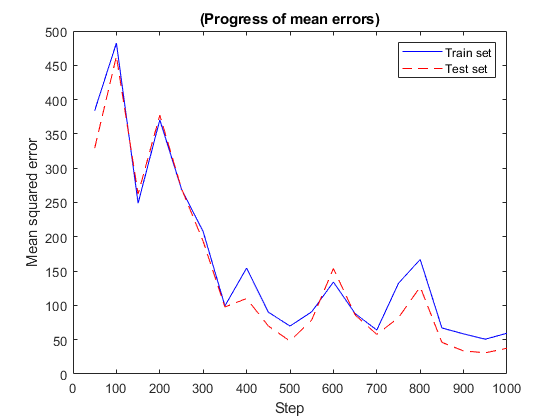 (Progress of mean errors)
Train set
Test set
Mean squared error
500
450
400
350
300
250
200
150
100
50
0
0 100 200 300 400 500 600 700 800 900 1000
Step